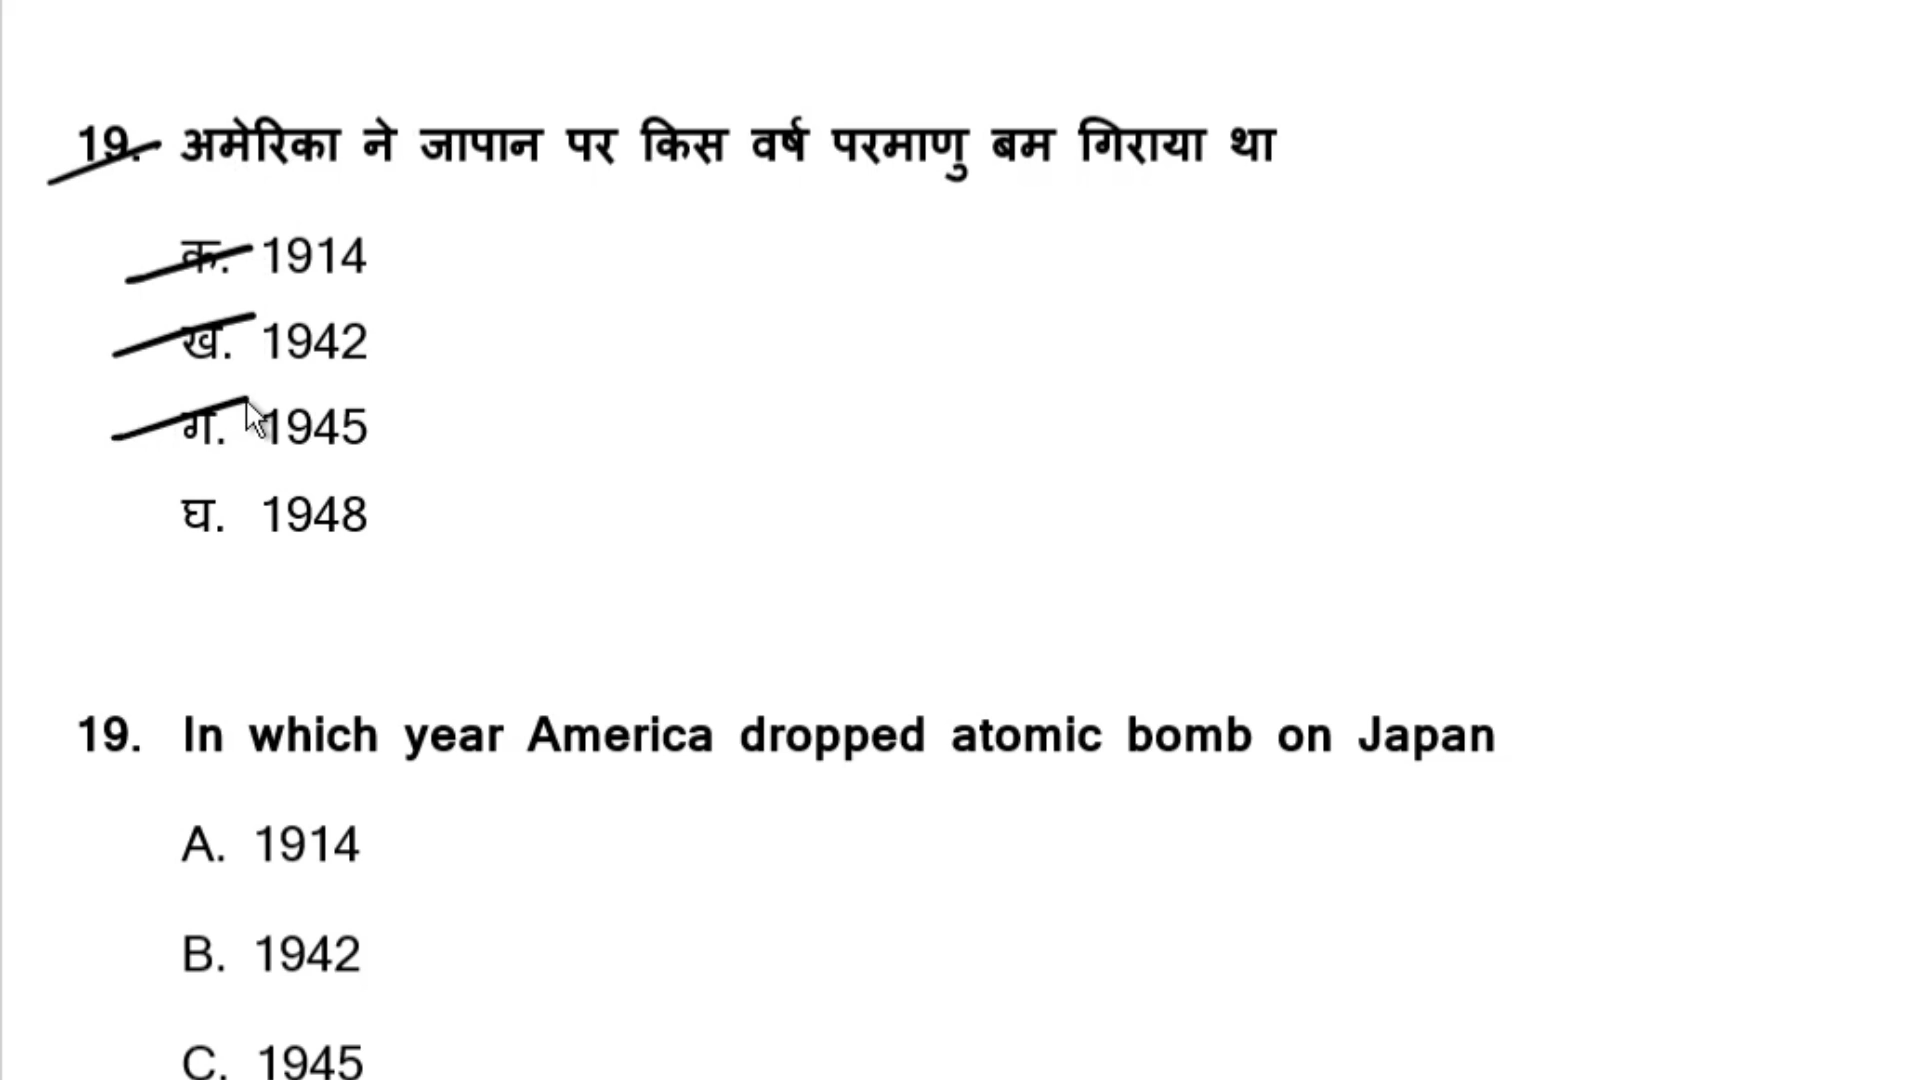 19. अमेरिका ने जापान पर किस वर्ष परमाणु बम गिराया था
क. 1914
ख. 1942
ग. 1945
घ. 1948
19. In which year America dropped atomic bomb on Japan
A. 1914
B. 1942
C. 1945